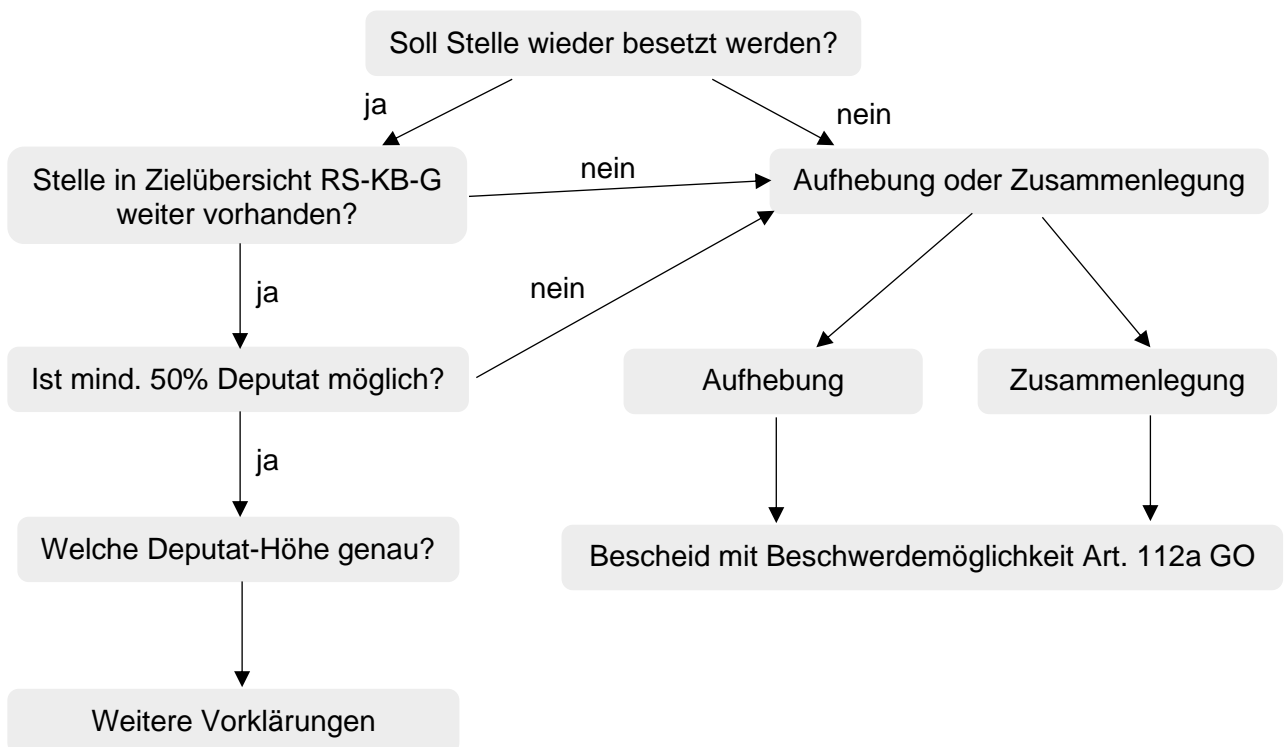 Soll Stelle wieder besetzt werden?
ja
nein
Stelle in Zielübersicht RS-KB-G
weiter vorhanden?
nein
Aufhebung oder Zusammenlegung
ja
nein
Ist mind. 50% Deputat möglich?
Aufhebung
Zusammenlegung
ja
Welche Deputat-Höhe genau?
Bescheid mit Beschwerdemöglichkeit Art. 112a GO
Weitere Vorklärungen